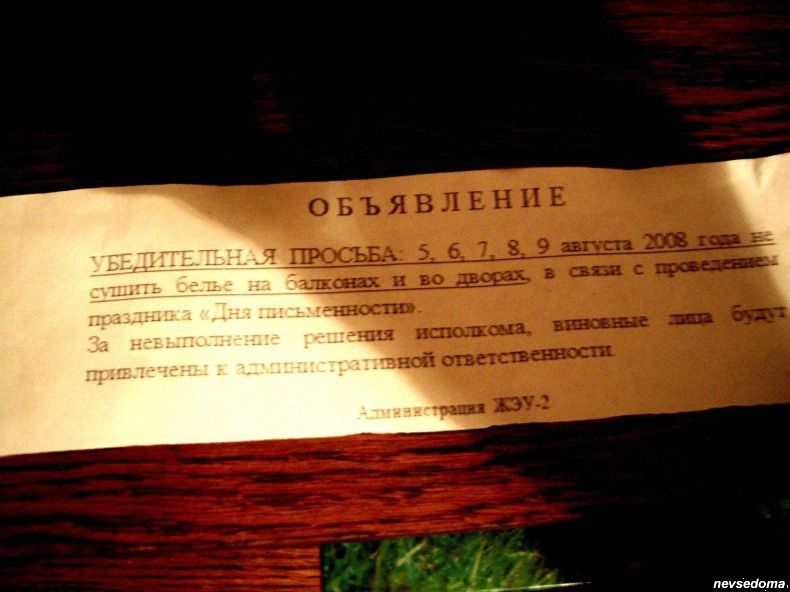 ОБЪЯВЛЕНИЕ
УБЕДИТЕЛЬНАЯ ПРОСЪБА: 5, 6, 7, 8, 9 августа 2008 года не
сушить белье на балконах и во дворах, в связи с проведением
праздника «Дня письменности».
За невыполнение решения исполкома, виновные лица будут
привлечены к административной ответственности.
Администрация ЖЭУ-2
nevsedoma